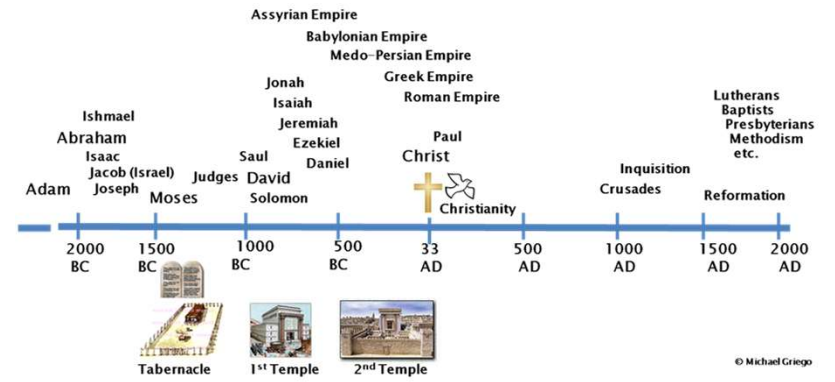 Assyrian Empire
Babylonian Empire
Medo-Persian Empire
Greek Empire
Roman Empire
Jonah
Isaiah
Jeremiah
Ezekiel
Daniel
Ishmael
Abraham
Isaac
Jacob (Israel)
Joseph
Adam
Moses
Judges
Saul
David
Solomon
Paul
Christ
Christianity
Inquisition
Crusades
Lutherans
Baptists
Presbyterians
Methodism
etc.
Reformation
2000 BC
1500 BC
1000 BC
500 BC
33 AD
500 AD
1000 AD
1500 AD
2000 AD
Tabernacle
1st Temple
2nd Temple
© Michael Griego